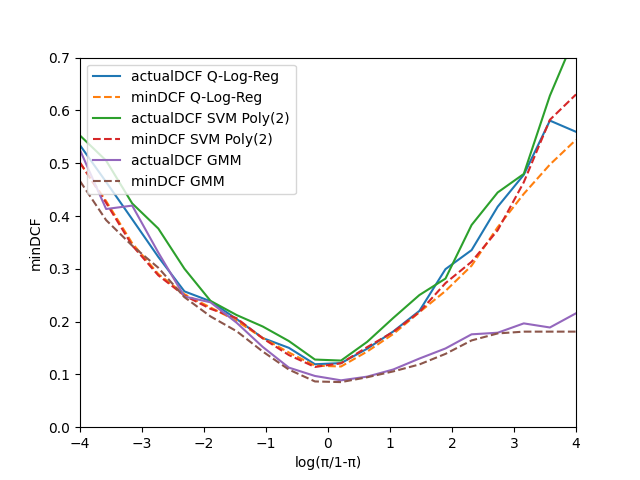 0.7
0.6
0.5
0.4
0.3
0.2
0.1
0.0
minDCF
actualDCF Q-Log-Reg
minDCF Q-Log-Reg
actualDCF SVM Poly(2)
minDCF SVM Poly(2)
actualDCF GMM
minDCF GMM
−4 −3 −2 −1 0 1 2 3 4
log(π/1-π)